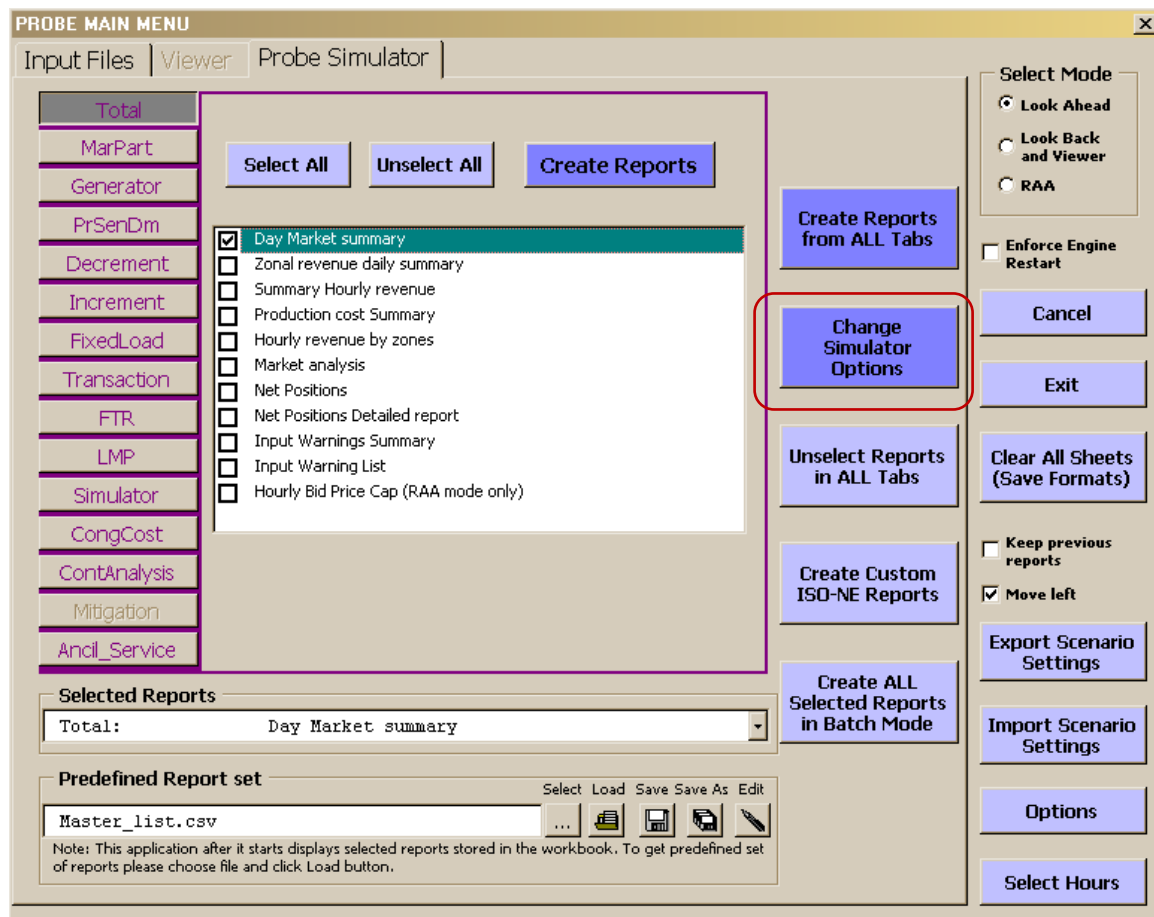 PROBE MAIN MENU
Input Files
Viewer
Probe Simulator
Total
MarPart
Generator
PrSenDm
Decrement
Increment
FixedLoad
Transaction
FTR
LMP
Simulator
CongCost
ContAnalysis
Mitigation
Ancil_Service
Select All
Unselect All
Create Reports
Day Market summary
Zonal revenue daily summary
Summary Hourly revenue
Production cost Summary
Hourly revenue by zones
Market analysis
Net Positions
Net Positions Detailed report
Input Warnings Summary
Input Warning List
Hourly Bid Price Cap (RAA mode only)
Create Reports
from ALL Tabs
Change
Simulator
Options
Unselect Reports
in ALL Tabs
Create Custom
ISO-NE Reports
Create ALL
Selected Reports
in Batch Mode
Selected Reports
Total: Day Market summary
Predefined Report set
Select Load Save Save As Edit
Master_list.csv
...
Note: This application after it starts displays selected reports stored in the workbook. To get predefined set
of reports please choose file and click Load button.
Select Mode
Look Ahead
Look Back
and Viewer
RAA
Enforce Engine
Restart
Cancel
Exit
Clear All Sheets
(Save Formats)
Keep previous
reports
Move left
Export Scenario
Settings
Import Scenario
Settings
Options
Select Hours